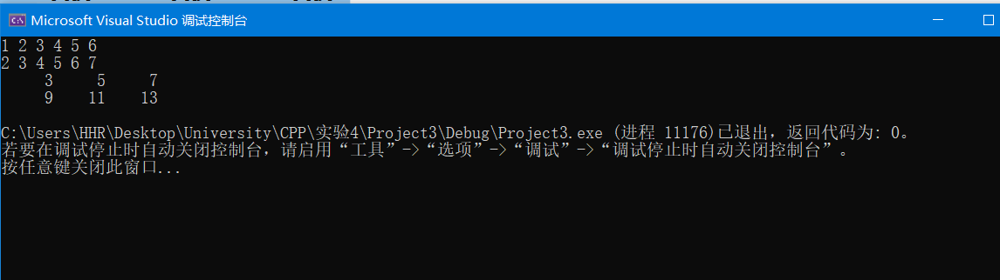 Microsoft Visual Studio 调试控制台
1 2 3 4 5 6
2 3 4 5 6 7
     3     5     7
     9    11    13
C:\Users\HHR\Desktop\University\CPP\实验4\Project3\Debug\Project3.exe (进程 11176)已退出，返回代码为: 0。
若要在调试停止时自动关闭控制台，请启用“工具”->“选项”->“调试”->“调试停止时自动关闭控制台”。
按任意键关闭此窗口...